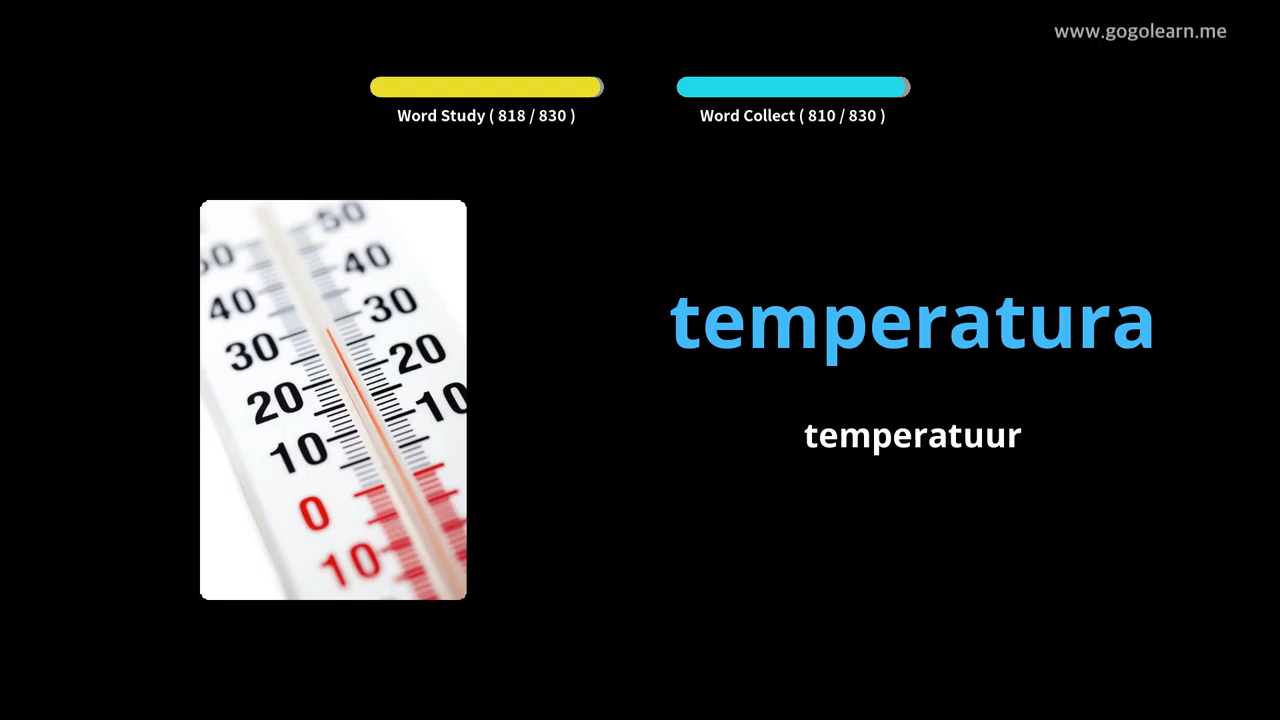 www.gogolearn.me
Word Study ( 818 / 830 )
Word Collect ( 810 / 830 )
temperatura
temperatuur
50
40
40
30
30
20
20
10
10
0
10